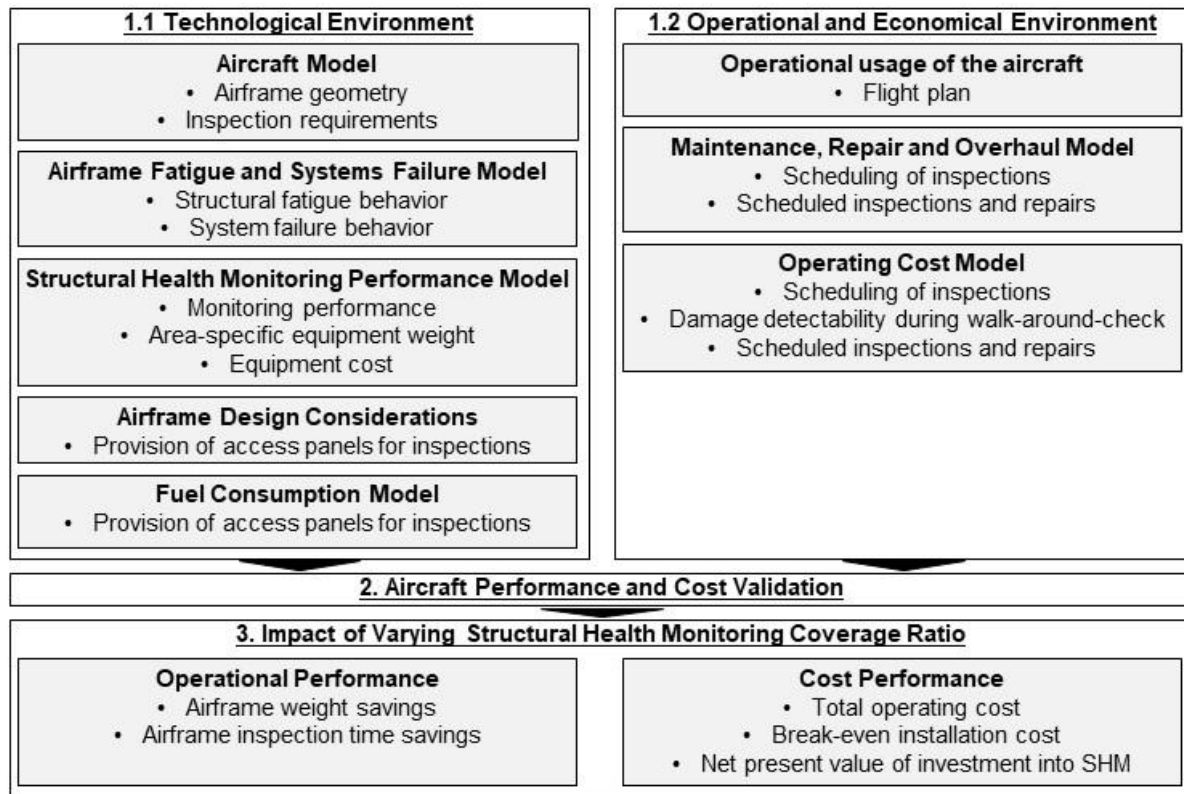 1.1 Technological Environment
Aircraft Model
• Airframe geometry
• Inspection requirements
Airframe Fatigue and Systems Failure Model
• Structural fatigue behavior
• System failure behavior
Structural Health Monitoring Performance Model
• Monitoring performance
• Area-specific equipment weight
• Equipment cost
Airframe Design Considerations
• Provision of access panels for inspections
Fuel Consumption Model
• Provision of access panels for inspections
1.2 Operational and Economical Environment
Operational usage of the aircraft
• Flight plan
Maintenance, Repair and Overhaul Model
• Scheduling of inspections
• Scheduled inspections and repairs
Operating Cost Model
• Scheduling of inspections
• Damage detectability during walk-around-check
• Scheduled inspections and repairs
2. Aircraft Performance and Cost Validation
3. Impact of Varying Structural Health Monitoring Coverage Ratio
Operational Performance
• Airframe weight savings
• Airframe inspection time savings
Cost Performance
• Total operating cost
• Break-even installation cost
• Net present value of investment into SHM